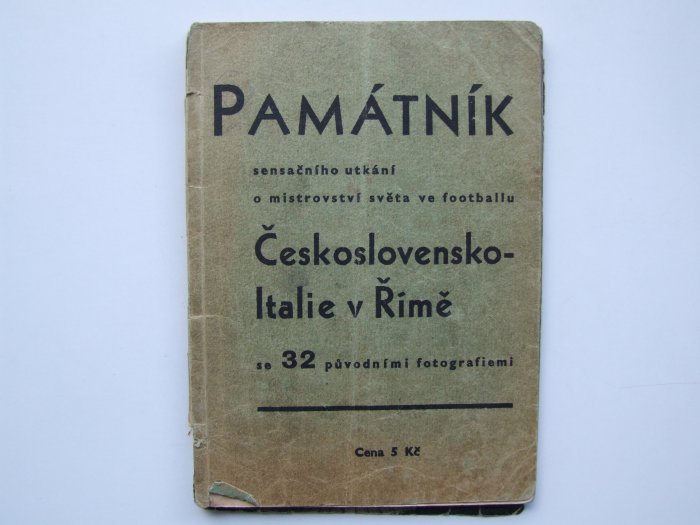 PAMÁTNÍK
sensačního utkání
o mistrovství světa ve footballu
Československo-
Italie v Římě
se 32 původními fotografiemi
Cena 5 Kč